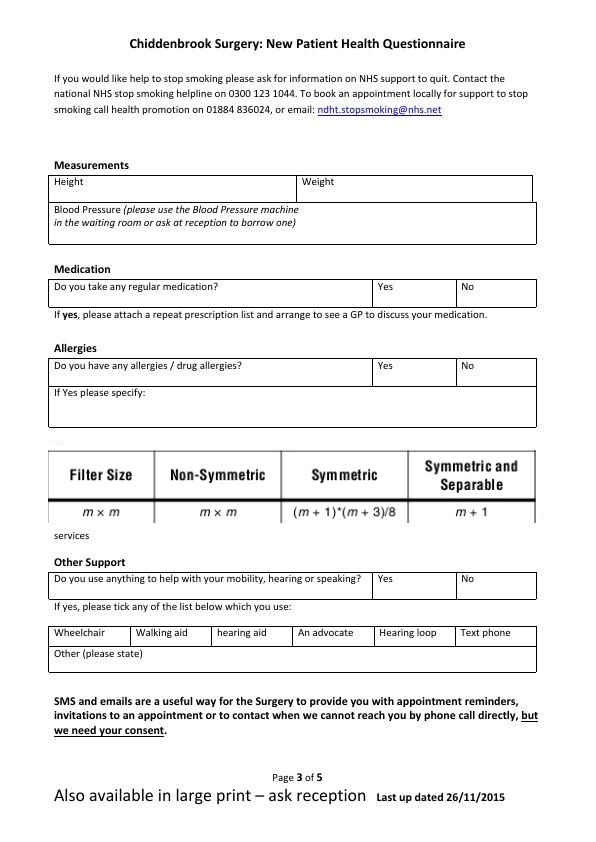 Chiddenbrook Surgery: New Patient Health Questionnaire
If you would like help to stop smoking please ask for information on NHS support to quit. Contact the
national NHS stop smoking helpline on 0300 123 1044. To book an appointment locally for support to stop
smoking call health promotion on 01884 836024, or email: ndht.stopsmoking@nhs.net
Measurements
Height Weight
Blood Pressure (please use the Blood Pressure machine
in the waiting room or ask at reception to borrow one)
Medication
Do you take any regular medication? Yes No
If yes, please attach a repeat prescription list and arrange to see a GP to discuss your medication.
Allergies
Do you have any allergies / drug allergies? Yes No
If Yes please specify:
Filter Size Non-Symmetric Symmetric Symmetric and
Separable
m × m m × m (m + 1)*(m + 3)/8 m + 1
services
Other Support
Do you use anything to help with your mobility, hearing or speaking? Yes No
If yes, please tick any of the list below which you use:
Wheelchair Walking aid hearing aid An advocate Hearing loop Text phone
Other (please state)
SMS and emails are a useful way for the Surgery to provide you with appointment reminders,
invitations to an appointment or to contact when we cannot reach you by phone call directly, but
we need your consent.
Page 3 of 5
Also available in large print – ask reception Last up dated 26/11/2015